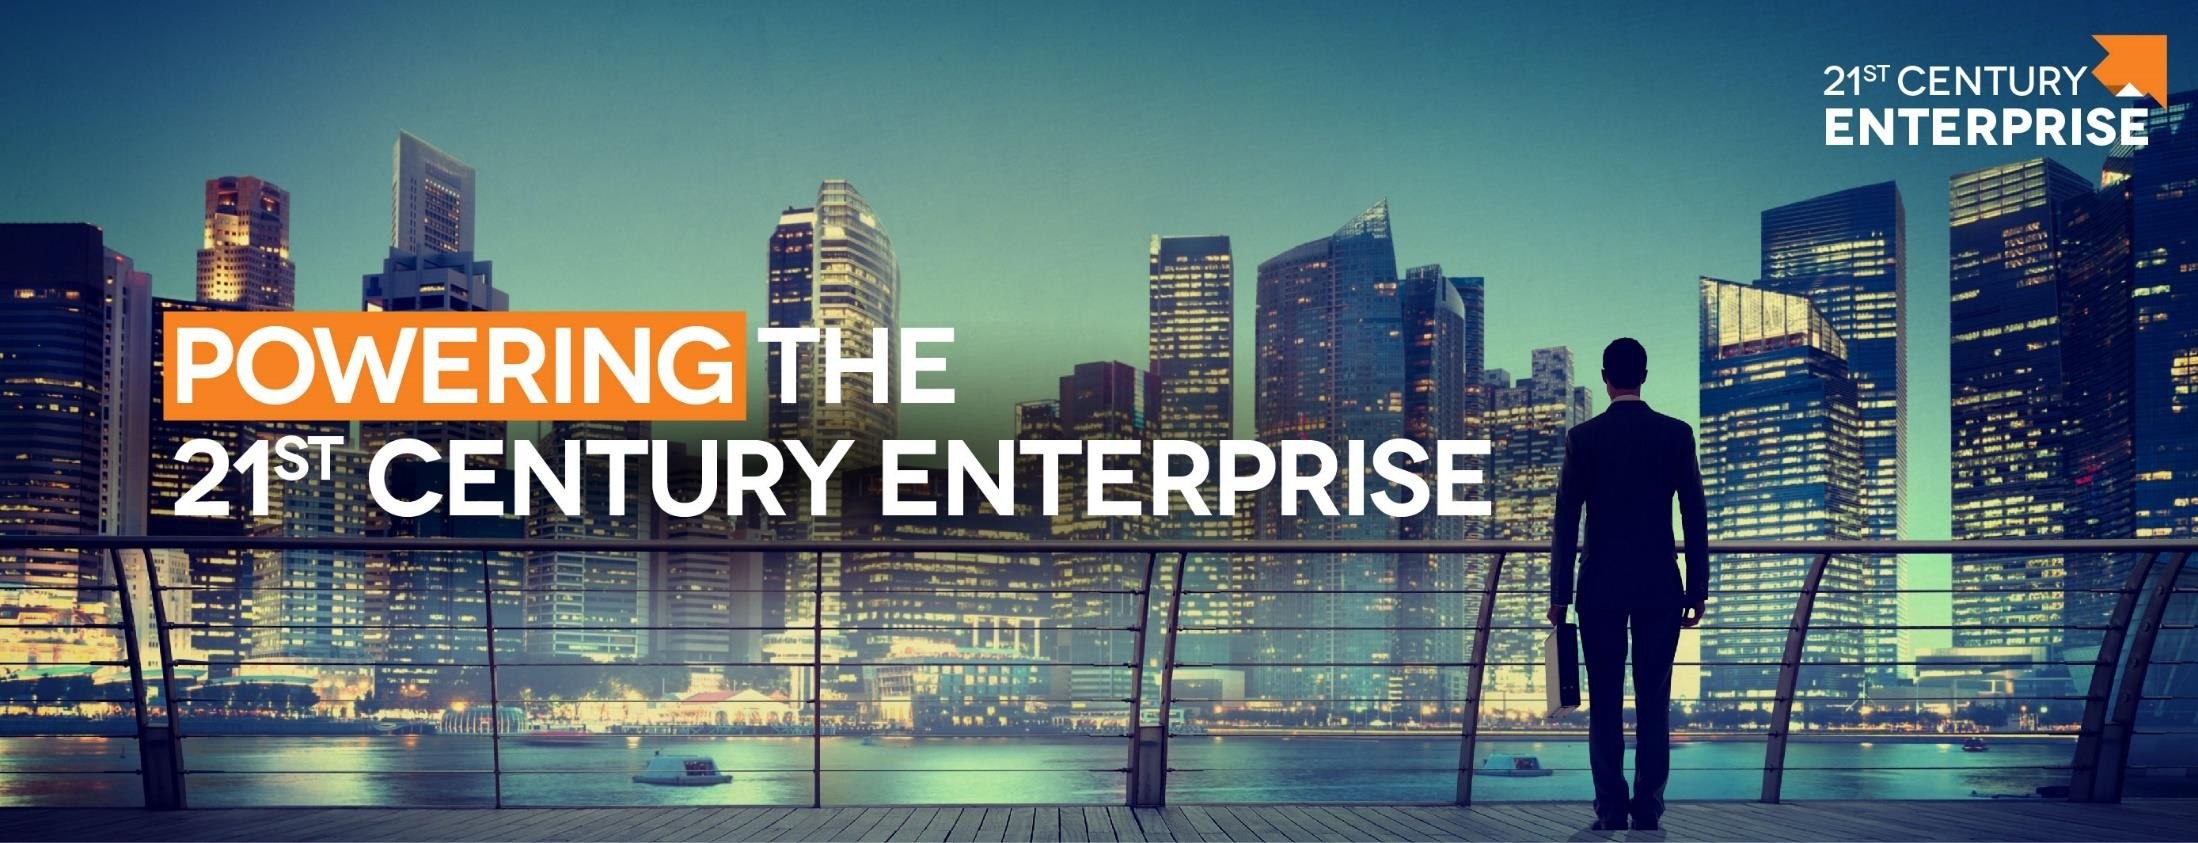 21ST CENTURY
ENTERPRISE
POWERING THE
21ST CENTURY ENTERPRISE